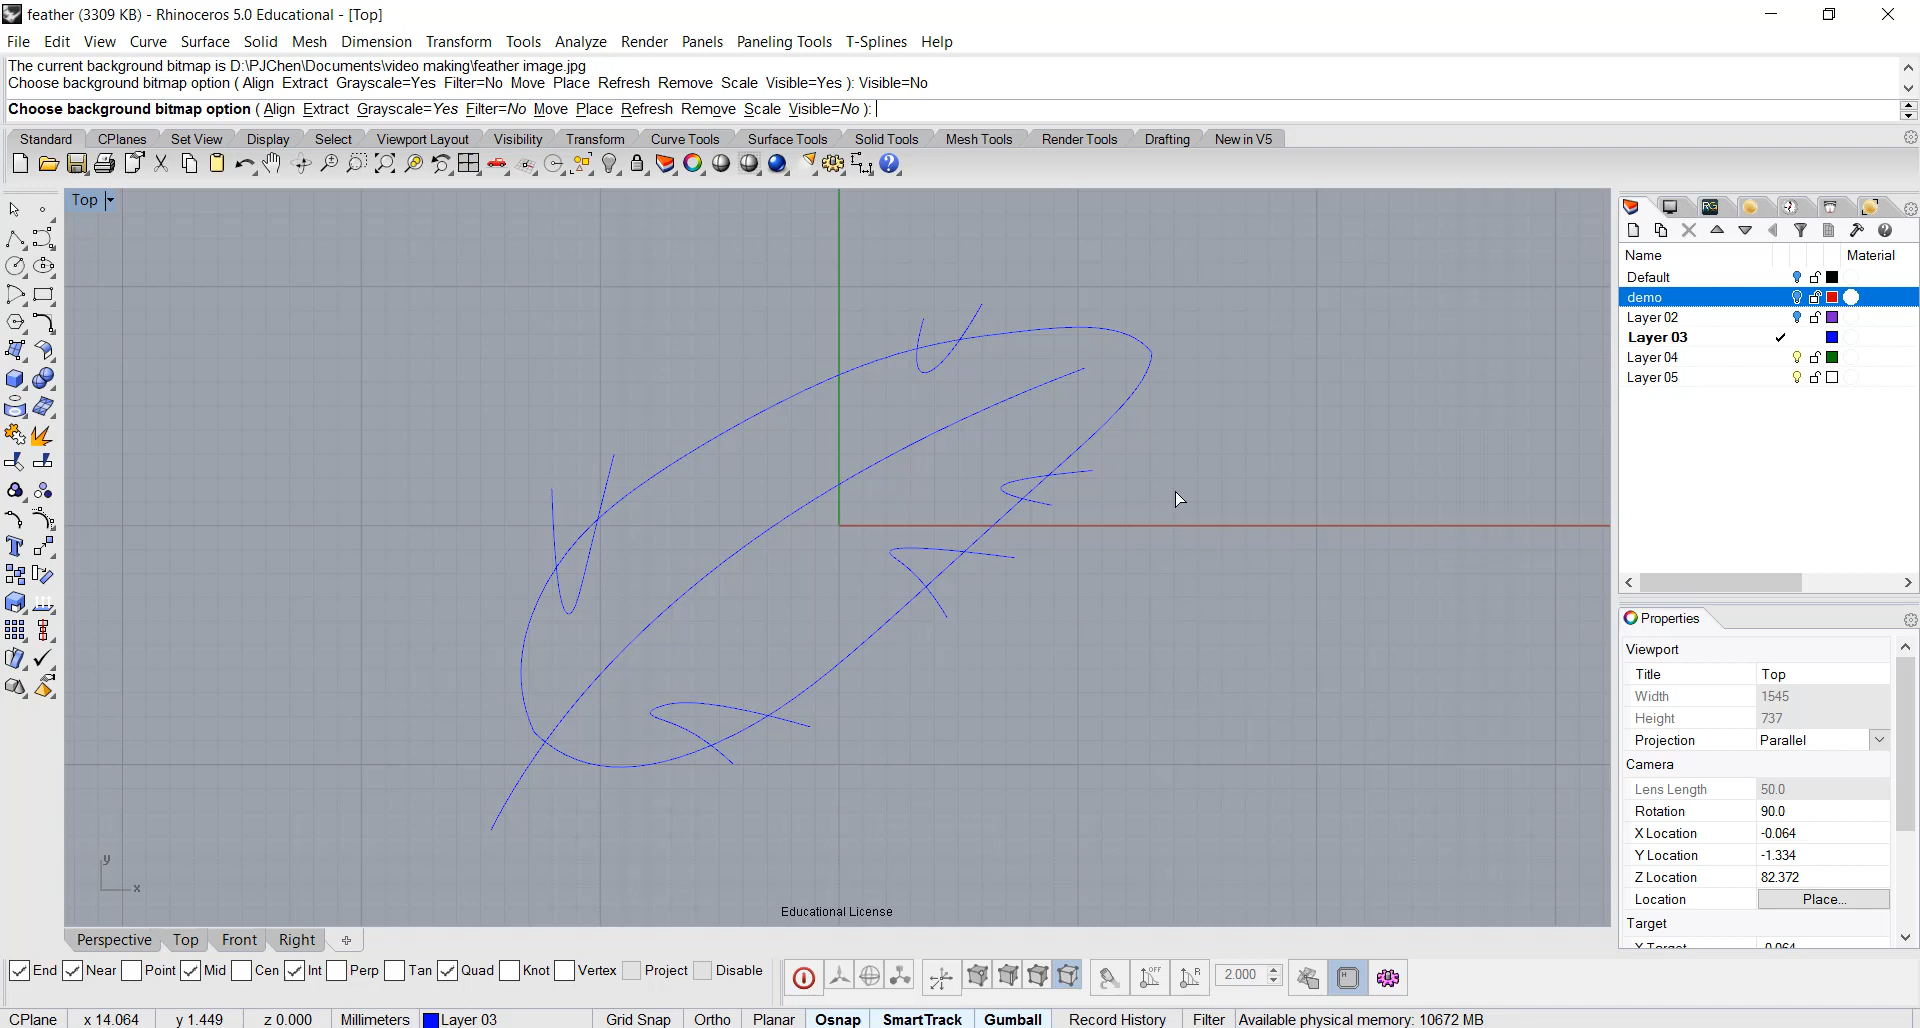 feather (3309 KB) - Rhinoceros 5.0 Educational - [Top]
File Edit View Curve Surface Solid Mesh Dimension Transform Tools Analyze Render Panels Paneling Tools T-Splines Help
The current background bitmap is D:\PJChen\Documents\video making\feather image.jpg
Choose background bitmap option ( Align Extract Grayscale=Yes Filter=No Move Place Refresh Remove Scale Visible=Yes ): Visible=No
Choose background bitmap option ( Align Extract Grayscale=Yes Filter=No Move Place Refresh Remove Scale Visible=No ):
Standard CPlanes Set View Display Select Viewport Layout Visibility Transform Curve Tools Surface Tools Solid Tools Mesh Tools Render Tools Drafting New in V5
Top
RG
Name Material
Default
demo
Layer 02
Layer 03
Layer 04
Layer 05
Properties
Viewport
Title Top
Width 1545
Height 737
Projection Parallel
Camera
Lens Length 50.0
Rotation 90.0
X Location -0.064
Y Location -1.334
Z Location 82.372
Location Place...
Target
X Target -0.064
y
x
Educational License
Perspective Top Front Right
End Near Point Mid Cen Int Perp Tan Quad Knot Vertex Project Disable
OFF R 2.000
CPlane x 14.064 y 1.449 z 0.000 Millimeters Layer 03 Grid Snap Ortho Planar Osnap SmartTrack Gumball Record History Filter Available physical memory: 10672 MB